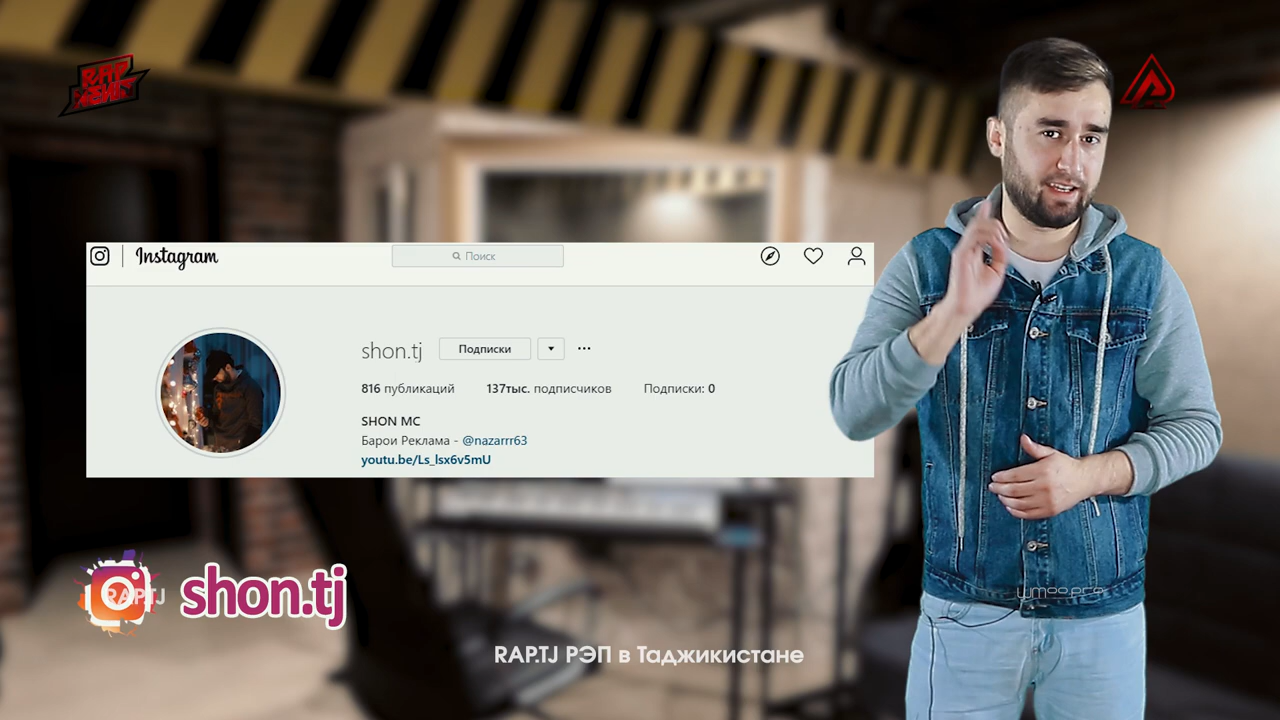 RAP
Instagram
Поиск
shon.tj
Подписки
816 публикаций
137тыс. подписчиков
Подписки: 0
SHON MC
Барои Реклама - @nazarrr63
youtu.be/Ls_lsx6v5mU
RAP.TJ
shon.tj
RAP.TJ РЭП в Таджикистане